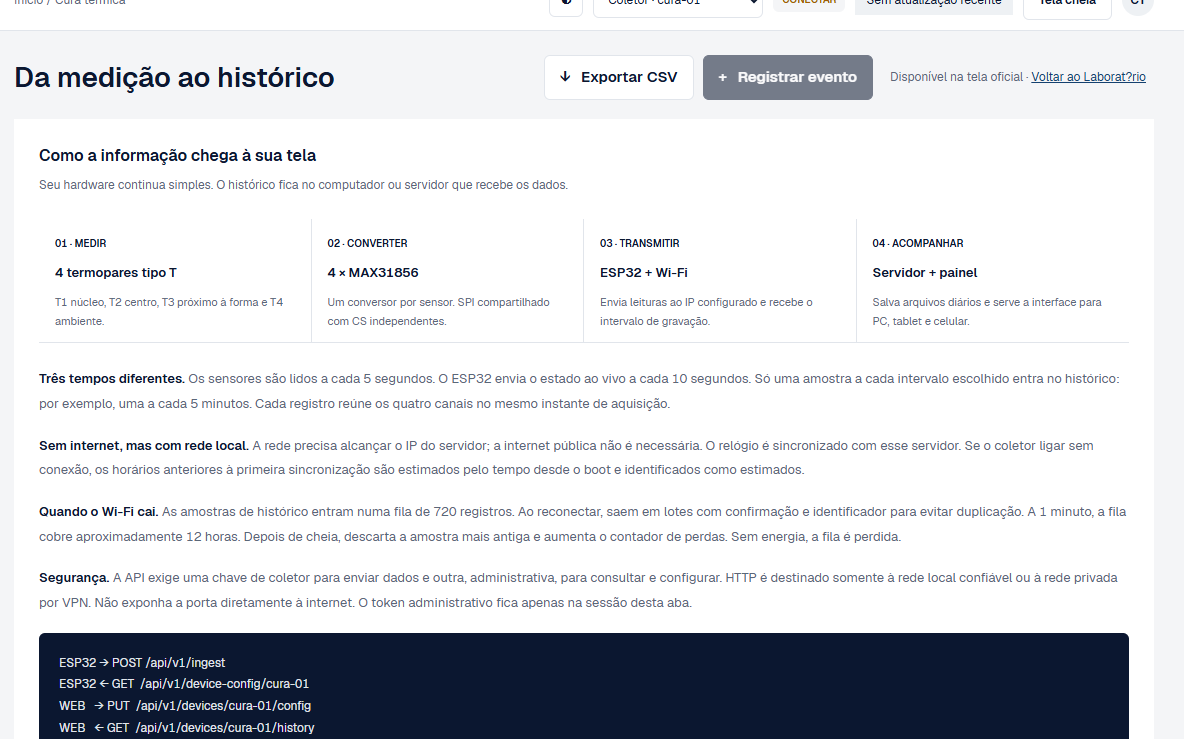 Início / Cura térmica
Coletor · cura-01
CONECTAR
Sem atualização recente
Tela cheia
CT
Da medição ao histórico
↓ Exportar CSV
+ Registrar evento
Disponível na tela oficial · Voltar ao Laborat?rio
Como a informação chega à sua tela
Seu hardware continua simples. O histórico fica no computador ou servidor que recebe os dados.
01 · MEDIR
4 termopares tipo T
T1 núcleo, T2 centro, T3 próximo à forma e T4
ambiente.
02 · CONVERTER
4 × MAX31856
Um conversor por sensor. SPI compartilhado
com CS independentes.
03 · TRANSMITIR
ESP32 + Wi-Fi
Envia leituras ao IP configurado e recebe o
intervalo de gravação.
04 · ACOMPANHAR
Servidor + painel
Salva arquivos diários e serve a interface para
PC, tablet e celular.
Três tempos diferentes. Os sensores são lidos a cada 5 segundos. O ESP32 envia o estado ao vivo a cada 10 segundos. Só uma amostra a cada intervalo escolhido entra no histórico:
por exemplo, uma a cada 5 minutos. Cada registro reúne os quatro canais no mesmo instante de aquisição.
Sem internet, mas com rede local. A rede precisa alcançar o IP do servidor; a internet pública não é necessária. O relógio é sincronizado com esse servidor. Se o coletor ligar sem
conexão, os horários anteriores à primeira sincronização são estimados pelo tempo desde o boot e identificados como estimados.
Quando o Wi-Fi cai. As amostras de histórico entram numa fila de 720 registros. Ao reconectar, saem em lotes com confirmação e identificador para evitar duplicação. A 1 minuto, a fila
cobre aproximadamente 12 horas. Depois de cheia, descarta a amostra mais antiga e aumenta o contador de perdas. Sem energia, a fila é perdida.
Segurança. A API exige uma chave de coletor para enviar dados e outra, administrativa, para consultar e configurar. HTTP é destinado somente à rede local confiável ou à rede privada
por VPN. Não exponha a porta diretamente à internet. O token administrativo fica apenas na sessão desta aba.
ESP32 → POST /api/v1/ingest
ESP32 ← GET /api/v1/device-config/cura-01
WEB → PUT /api/v1/devices/cura-01/config
WEB ← GET /api/v1/devices/cura-01/history